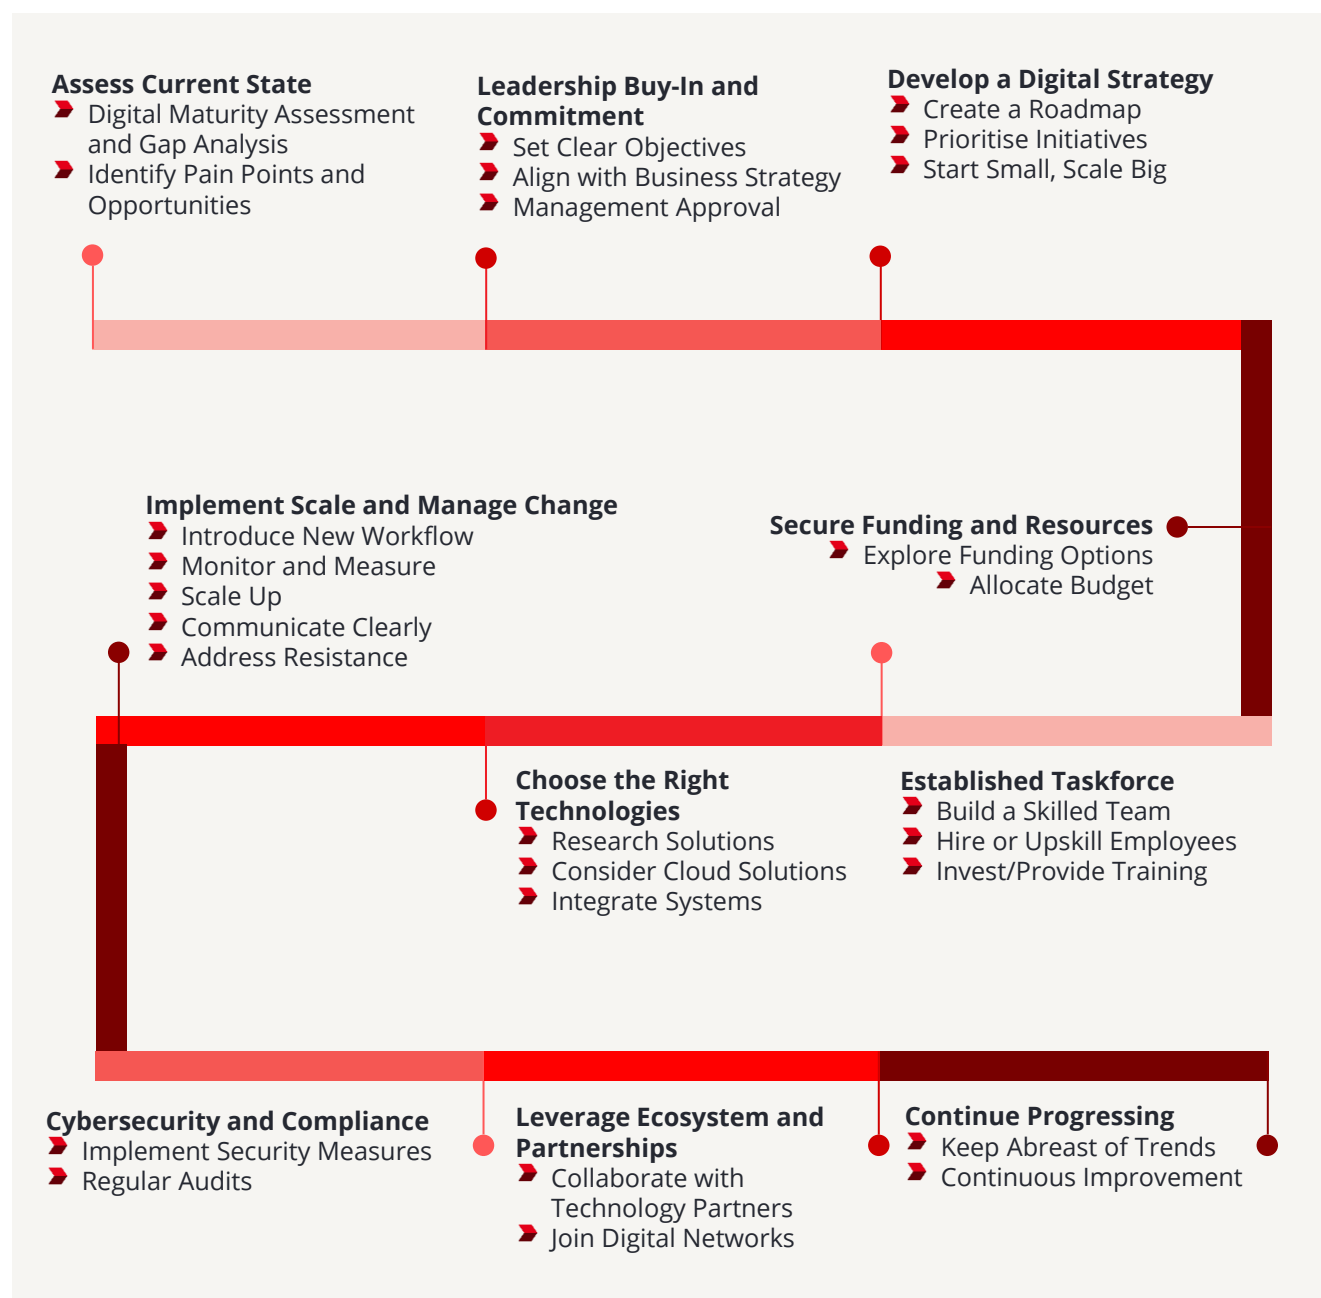 Assess Current State
Digital Maturity Assessment
and Gap Analysis
Identify Pain Points and
Opportunities
Leadership Buy-In and
Commitment
Set Clear Objectives
Align with Business Strategy
Management Approval
Develop a Digital Strategy
Create a Roadmap
Prioritise Initiatives
Start Small, Scale Big
Secure Funding and Resources
Explore Funding Options
Allocate Budget
Established Taskforce
Build a Skilled Team
Hire or Upskill Employees
Invest/Provide Training
Choose the Right
Technologies
Research Solutions
Consider Cloud Solutions
Integrate Systems
Implement Scale and Manage Change
Introduce New Workflow
Monitor and Measure
Scale Up
Communicate Clearly
Address Resistance
Cybersecurity and Compliance
Implement Security Measures
Regular Audits
Leverage Ecosystem and
Partnerships
Collaborate with
Technology Partners
Join Digital Networks
Continue Progressing
Keep Abreast of Trends
Continuous Improvement